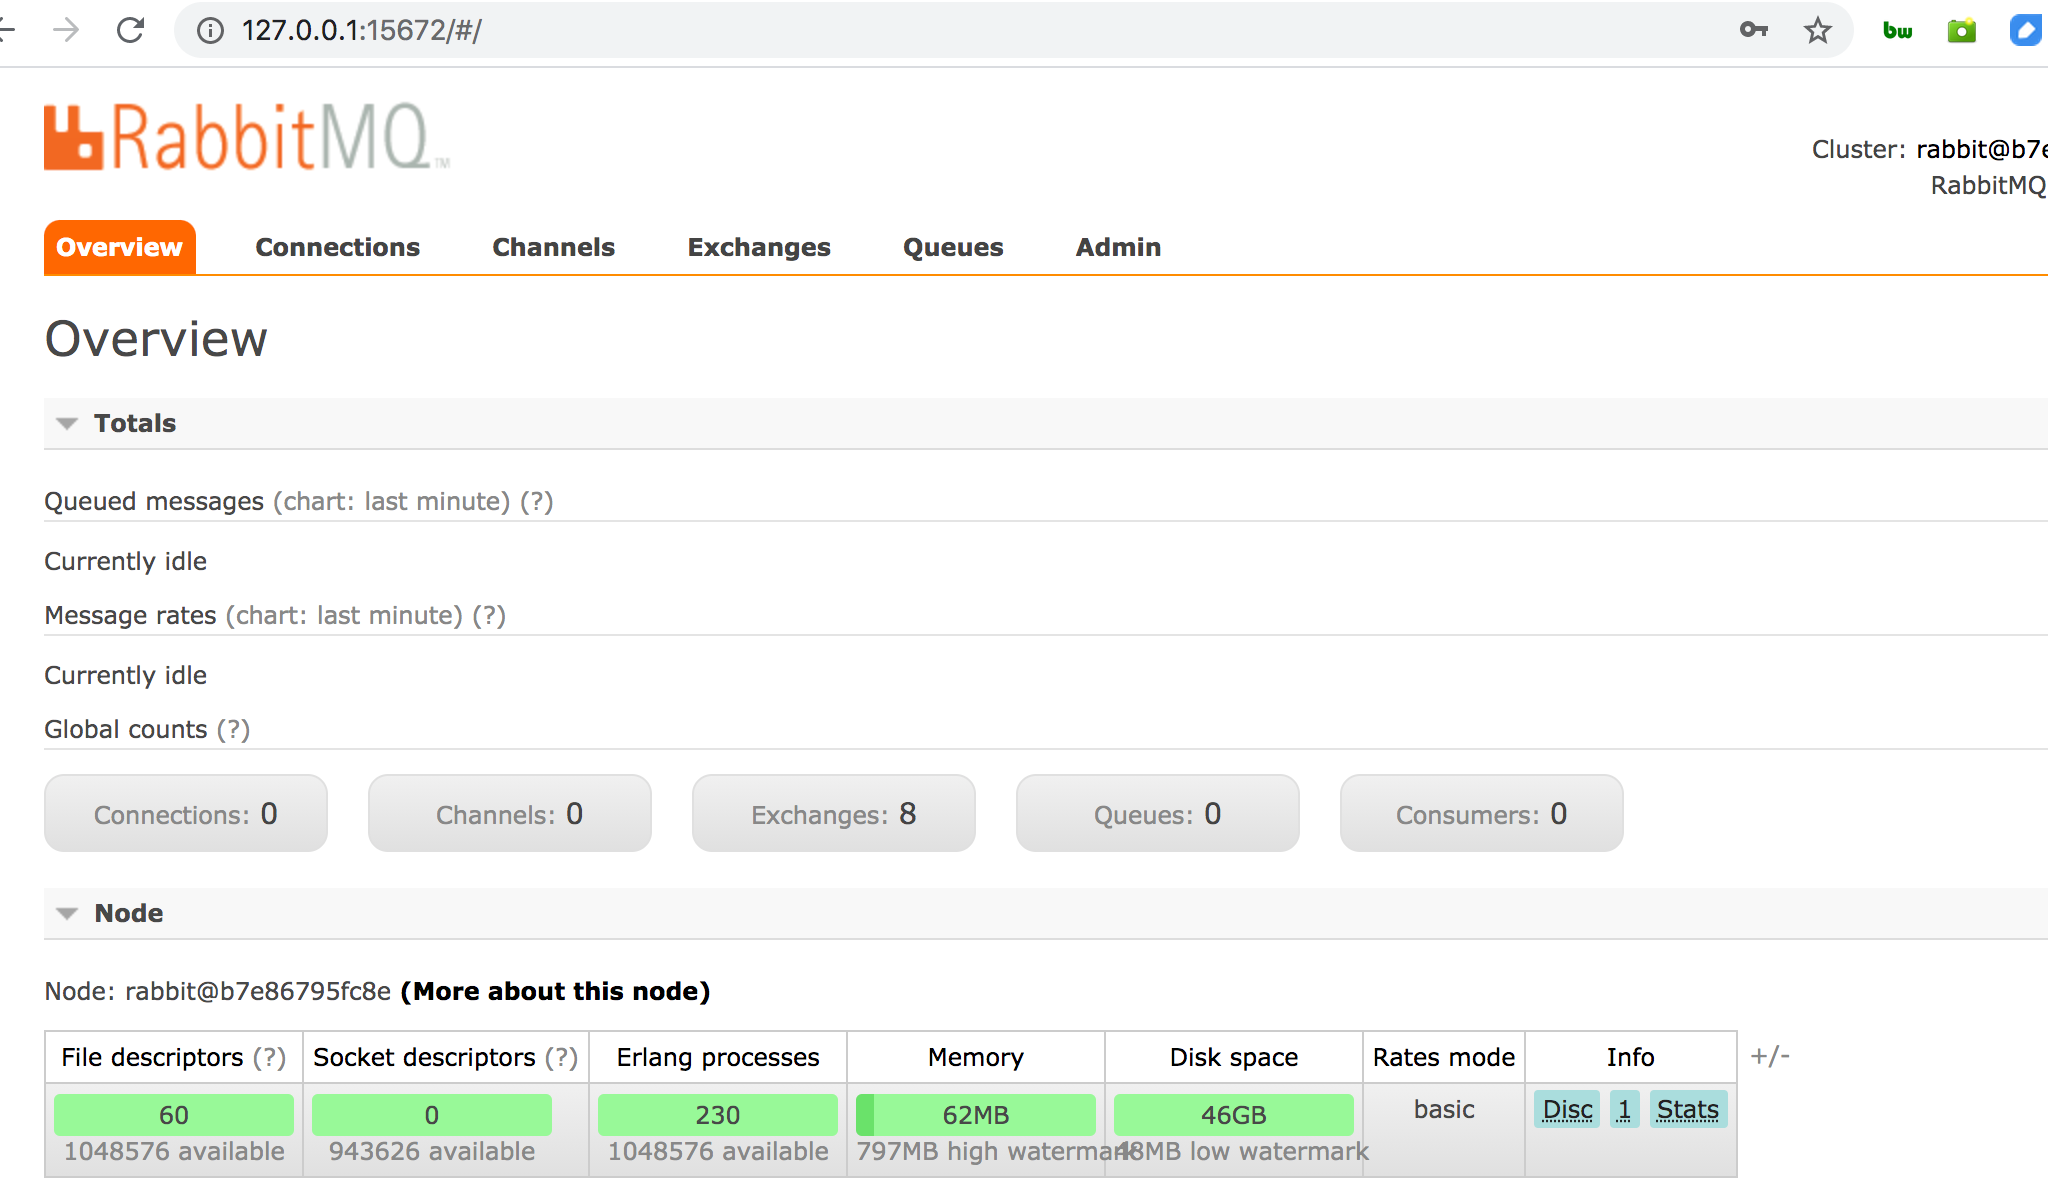 127.0.0.1:15672/#/
bw
RabbitMQ™
Cluster: rabbit@b7e
RabbitMQ
Overview Connections Channels Exchanges Queues Admin
Overview
Totals
Queued messages (chart: last minute) (?)
Currently idle
Message rates (chart: last minute) (?)
Currently idle
Global counts (?)
Connections: 0 Channels: 0 Exchanges: 8 Queues: 0 Consumers: 0
Node
Node: rabbit@b7e86795fc8e (More about this node)
File descriptors (?) Socket descriptors (?) Erlang processes Memory Disk space Rates mode Info +/-
60 0 230 62MB 46GB basic Disc 1 Stats
1048576 available 943626 available 1048576 available 797MB high watermark 48MB low watermark